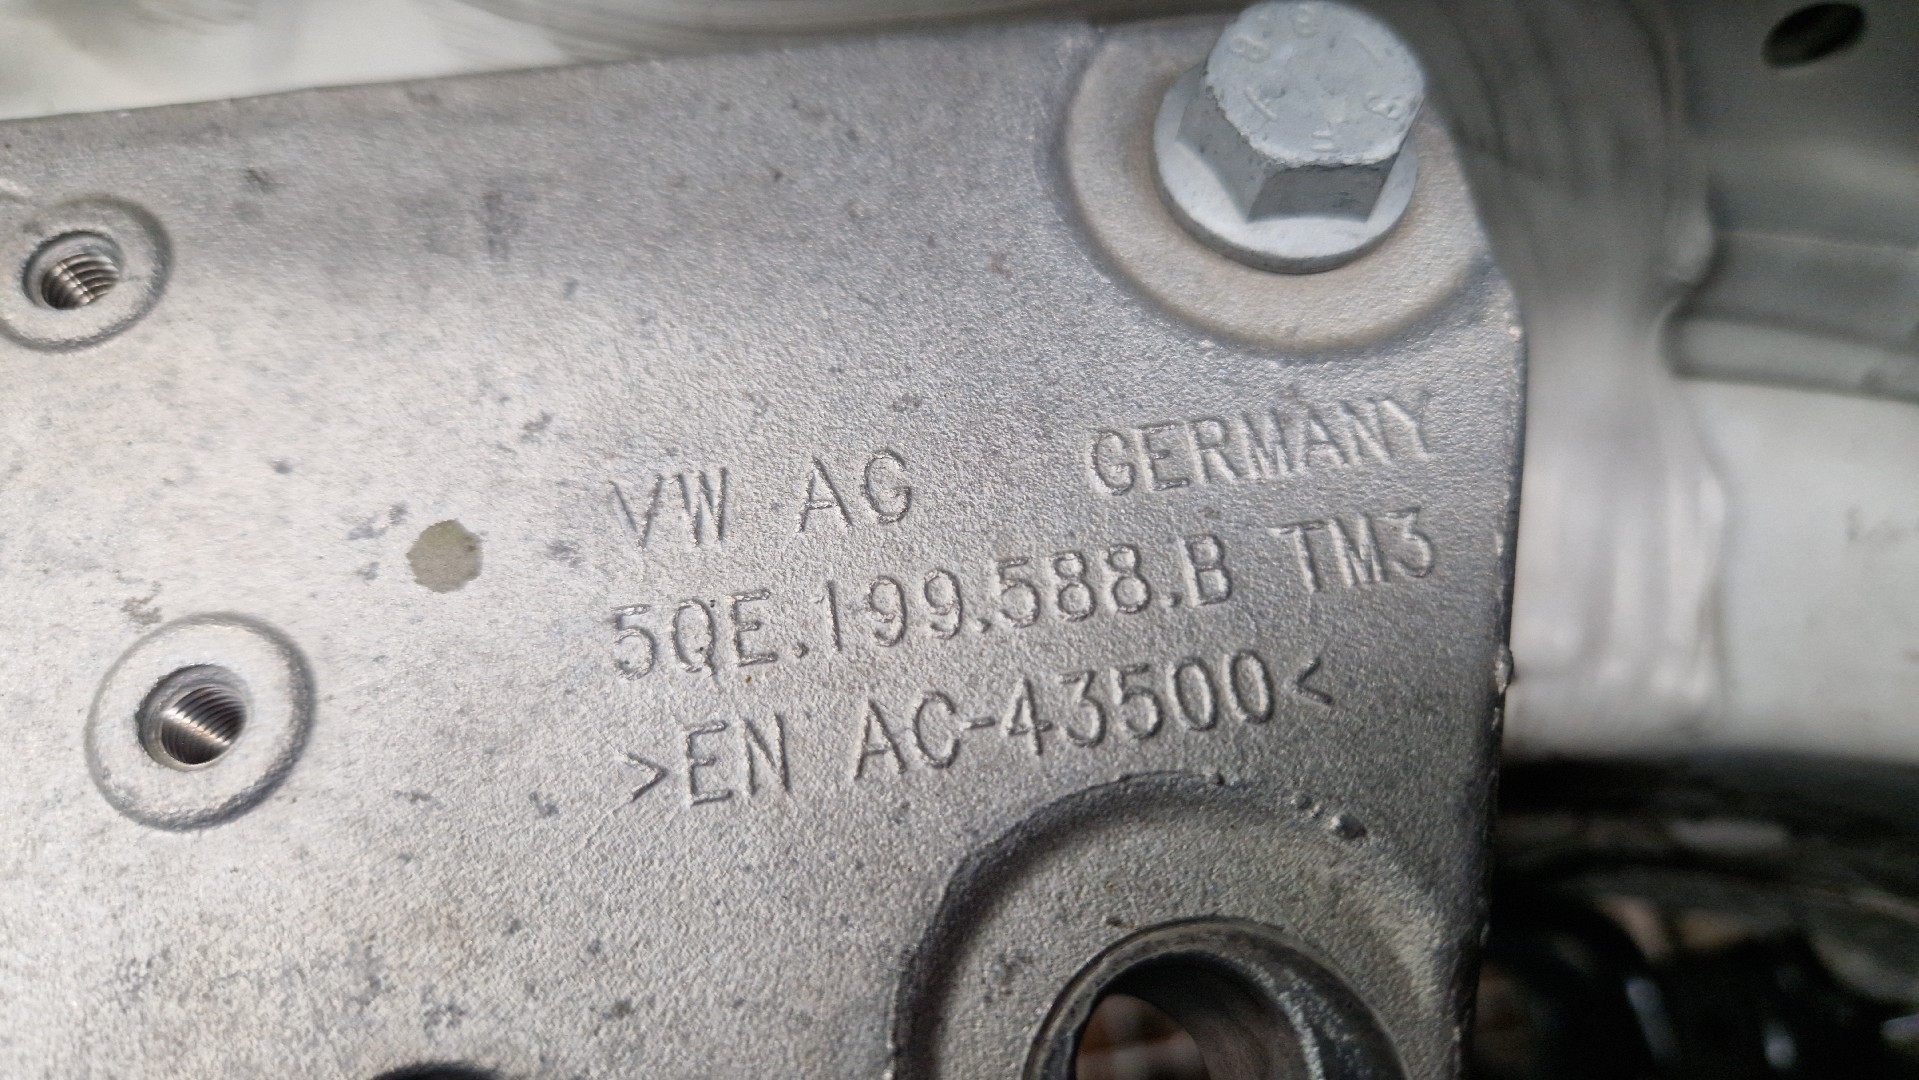 VW AG GERMANY
5QE.199.588.B TM3
>EN AC-43500<